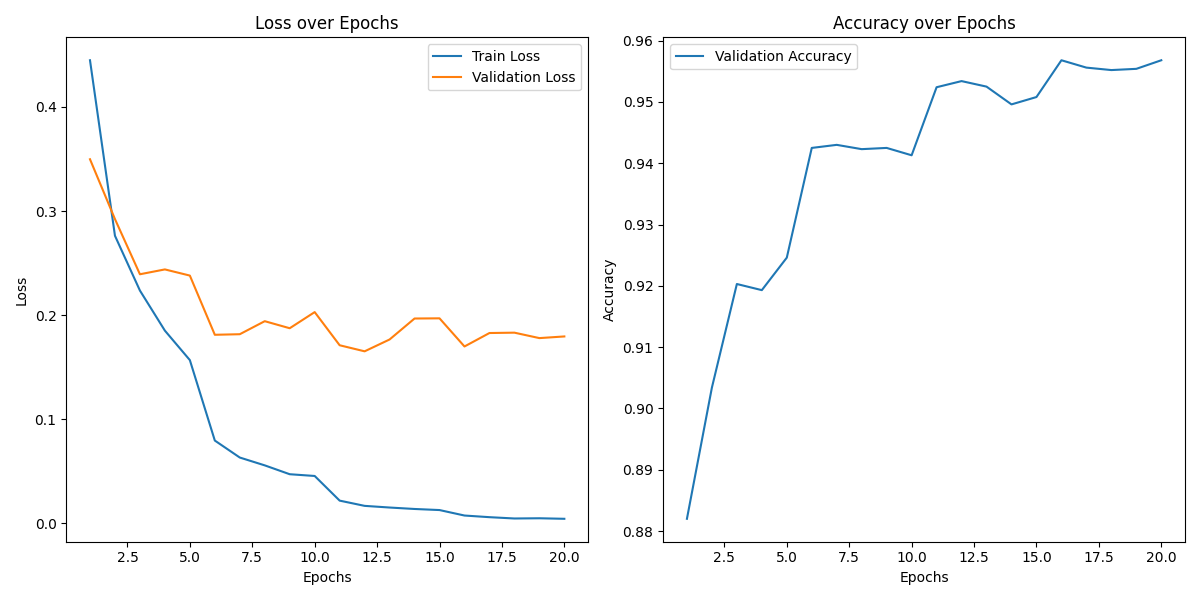 Loss over Epochs
Train Loss
Validation Loss
Loss
0.4
0.3
0.2
0.1
0.0
2.5 5.0 7.5 10.0 12.5 15.0 17.5 20.0
Epochs
Accuracy over Epochs
Validation Accuracy
Accuracy
0.96
0.95
0.94
0.93
0.92
0.91
0.90
0.89
0.88
2.5 5.0 7.5 10.0 12.5 15.0 17.5 20.0
Epochs